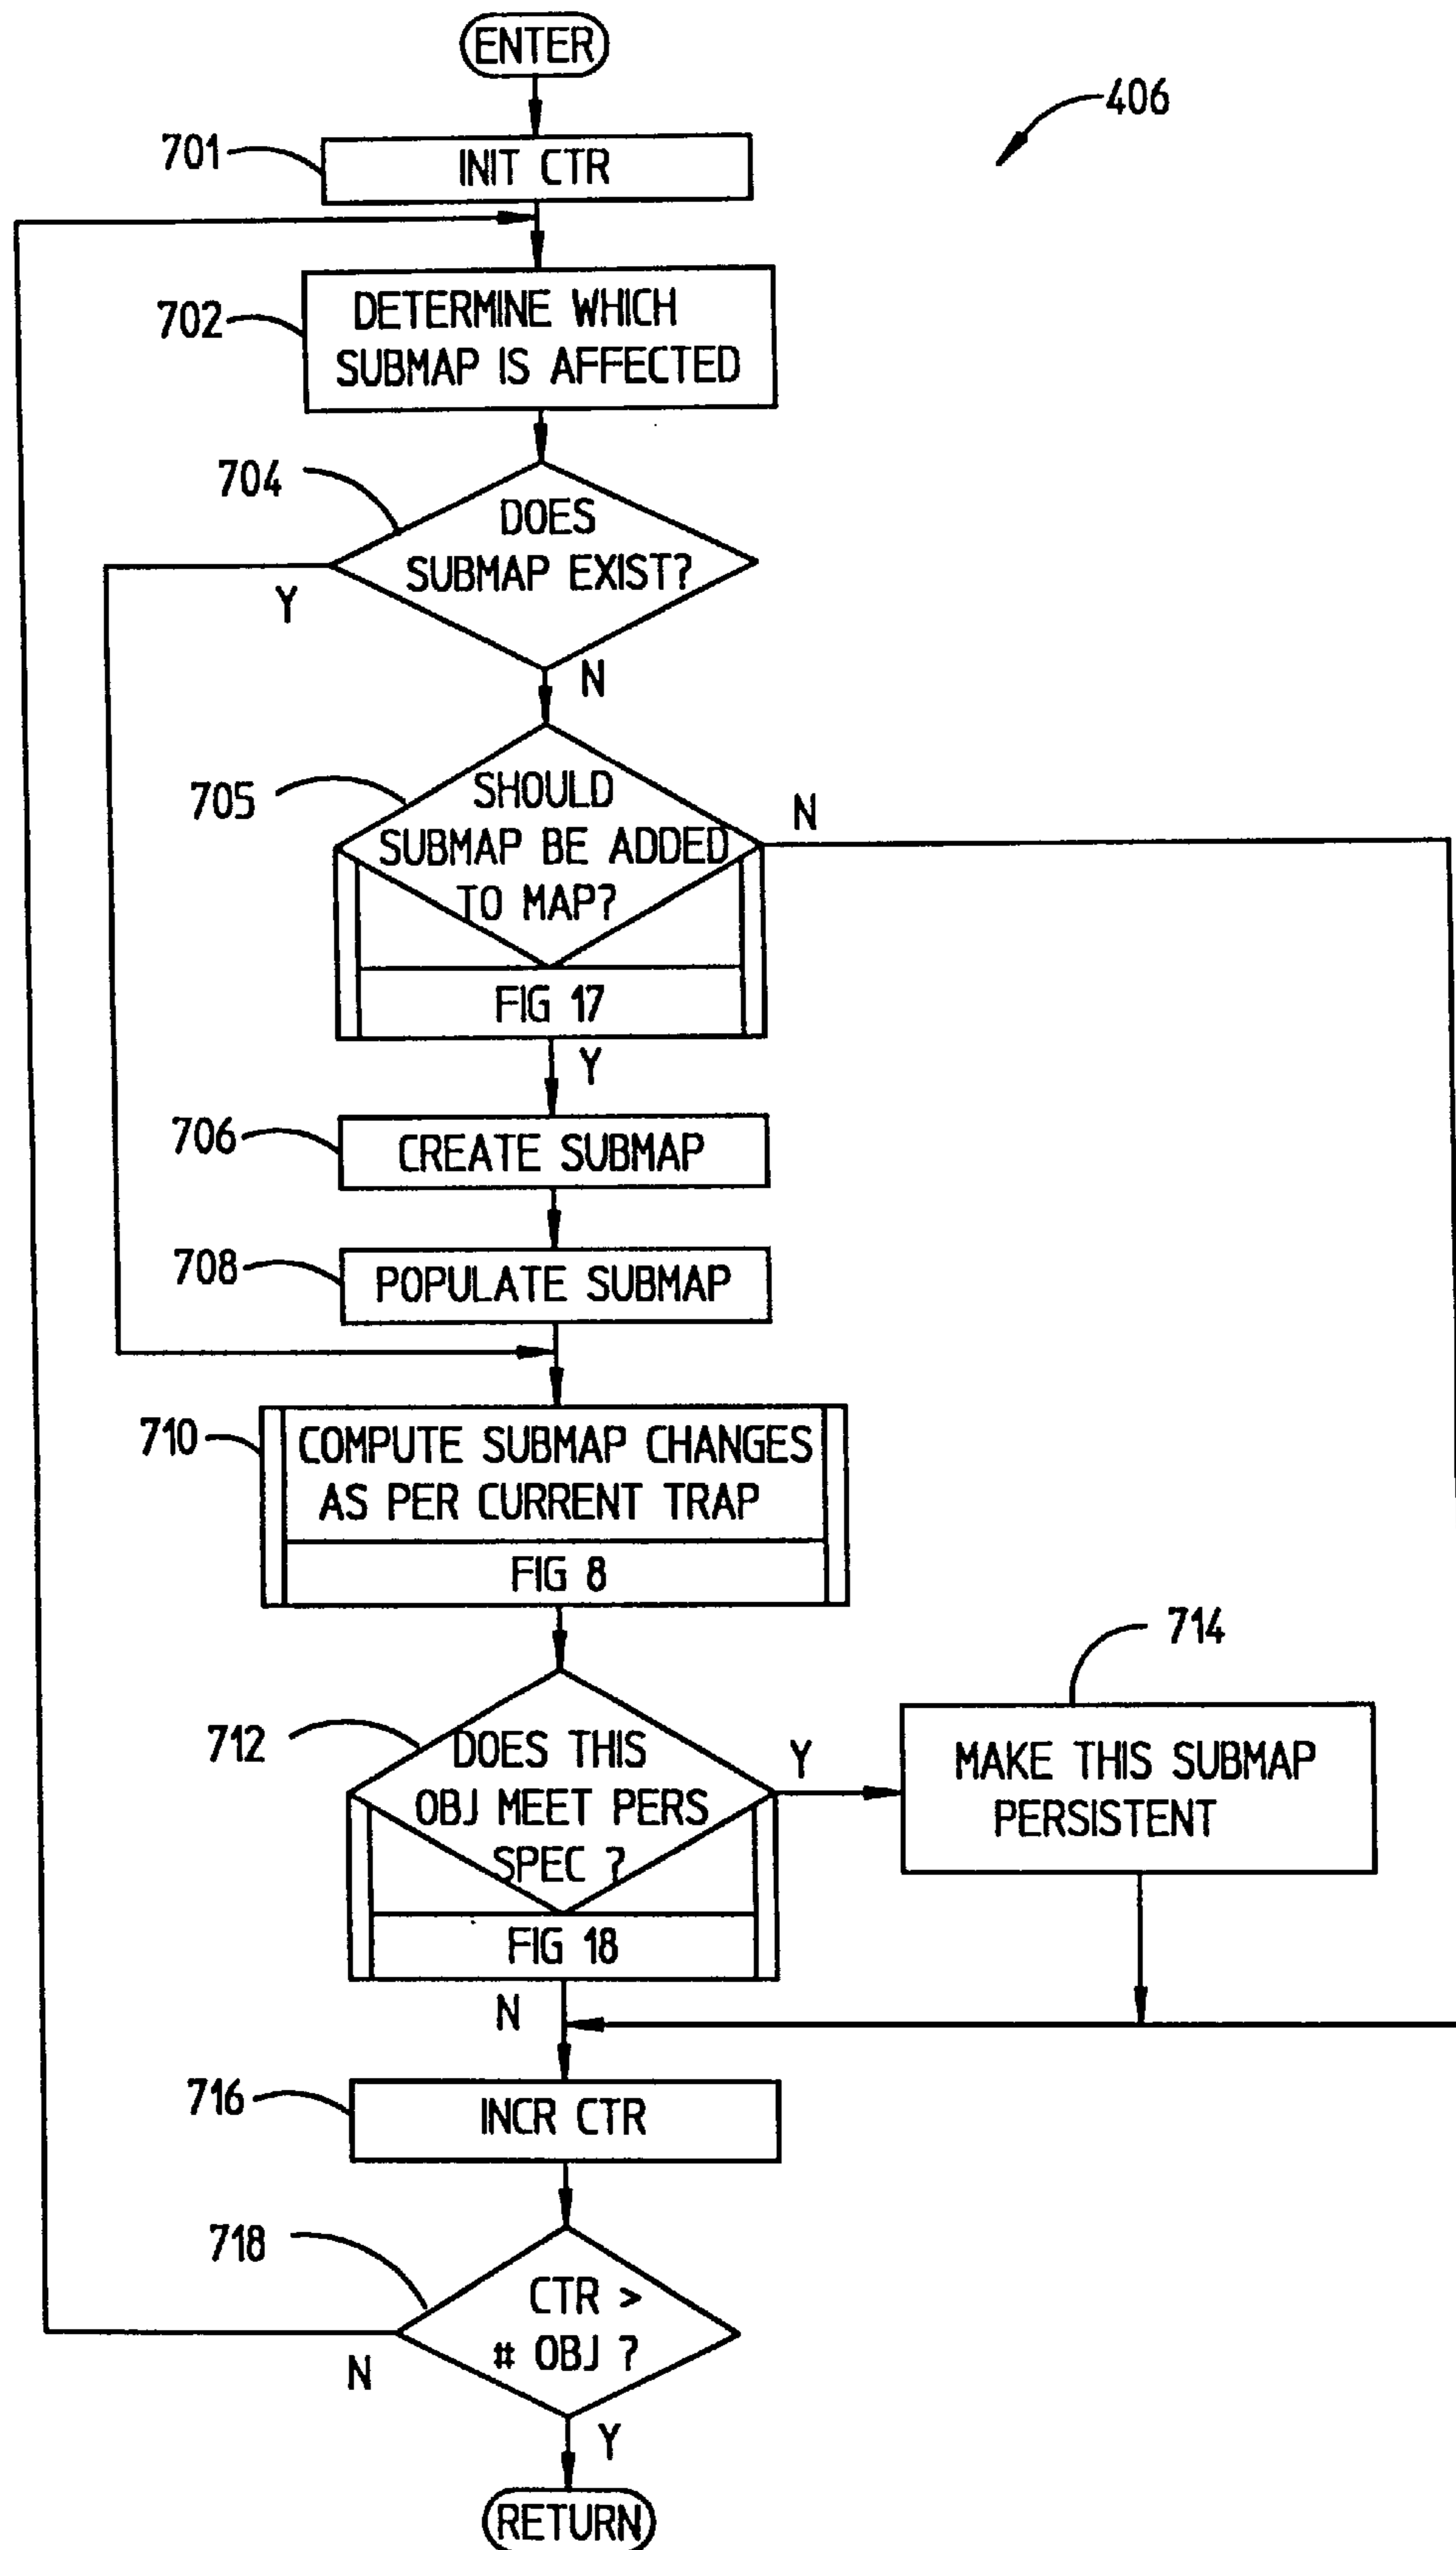 ENTER
406
701
INIT CTR
702
DETERMINE WHICH
SUBMAP IS AFFECTED
704
DOES
SUBMAP EXIST?
Y
N
705
SHOULD
SUBMAP BE ADDED
TO MAP?
N
FIG 17
Y
706
CREATE SUBMAP
708
POPULATE SUBMAP
710
COMPUTE SUBMAP CHANGES
AS PER CURRENT TRAP
FIG 8
712
DOES THIS
OBJ MEET PERS
SPEC ?
Y
714
MAKE THIS SUBMAP
PERSISTENT
FIG 18
N
716
INCR CTR
718
CTR >
# OBJ ?
N
Y
RETURN